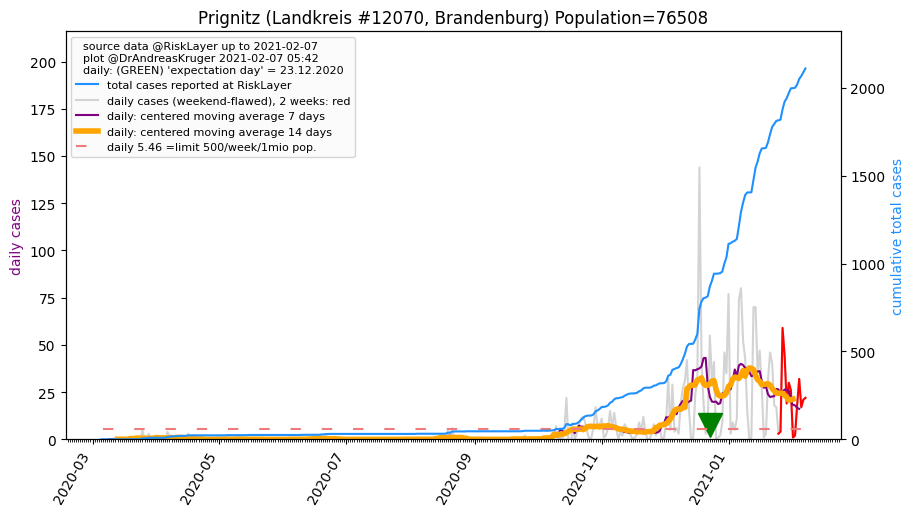 Prignitz (Landkreis #12070, Brandenburg) Population=76508
source data @RiskLayer up to 2021-02-07
plot @DrAndreasKruger 2021-02-07 05:42
daily: (GREEN) 'expectation day' = 23.12.2020
total cases reported at RiskLayer
daily cases (weekend-flawed), 2 weeks: red
daily: centered moving average 7 days
daily: centered moving average 14 days
daily 5.46 =limit 500/week/1mio pop.
daily cases
200
175
150
125
100
75
50
25
0
cumulative total cases
2000
1500
1000
500
0
2020-03
2020-05
2020-07
2020-09
2020-11
2021-01